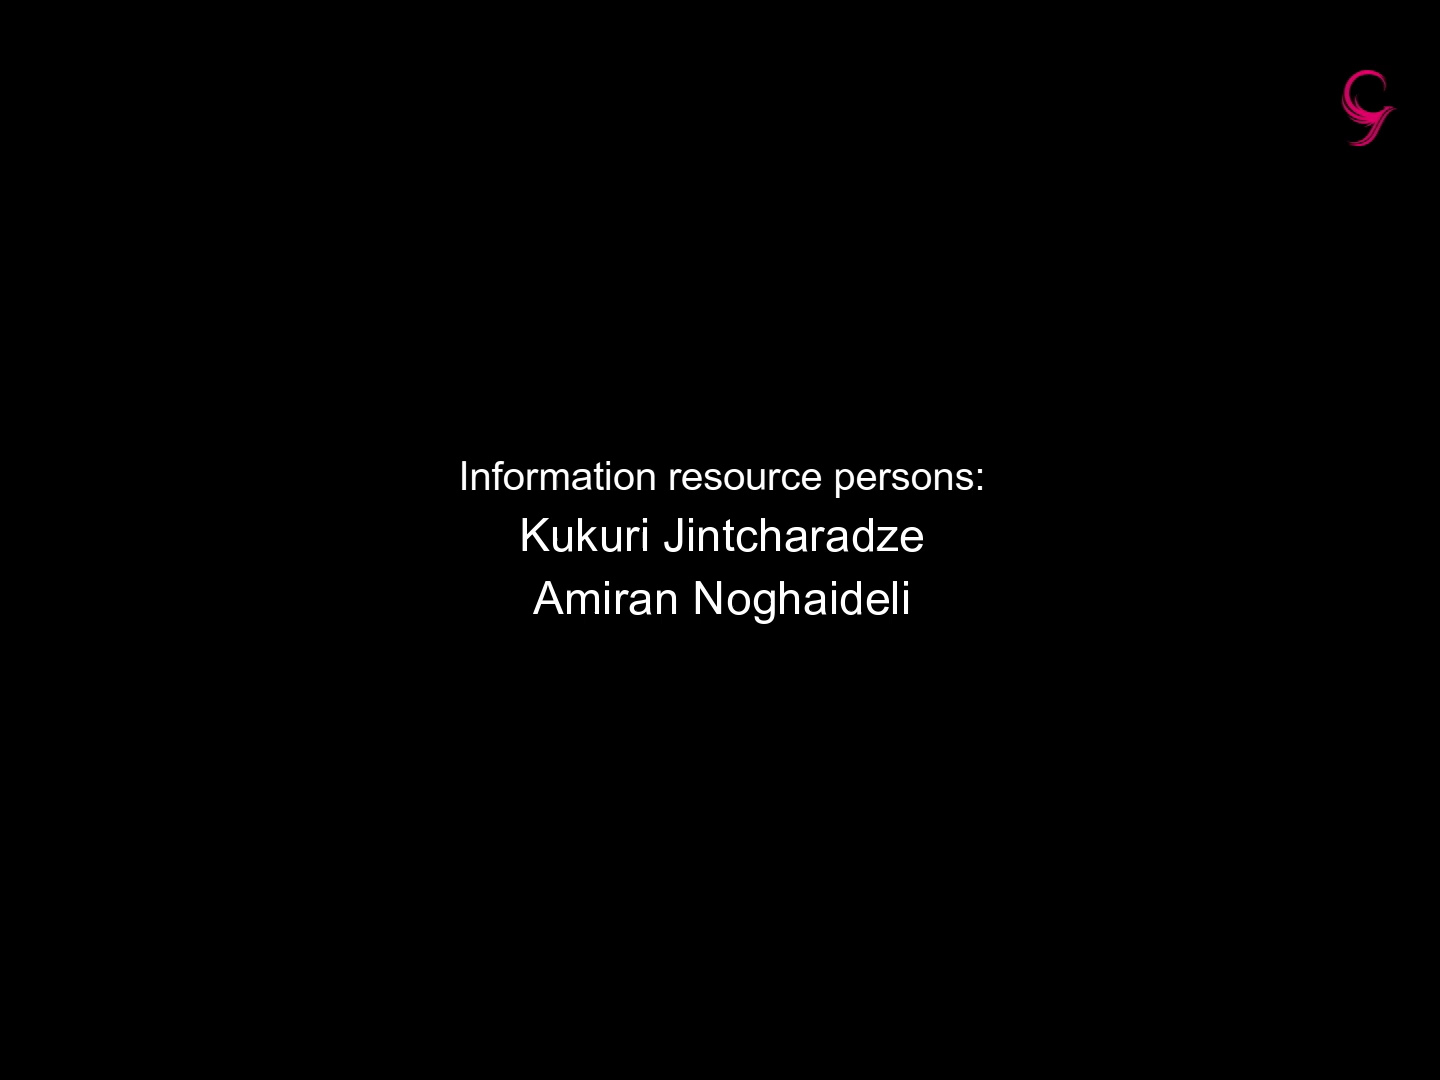 Information resource persons:
Kukuri Jintcharadze
Amiran Noghaideli